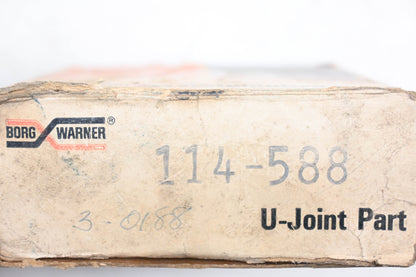 BORG WARNER®
114-588
3-0188
U-Joint Part